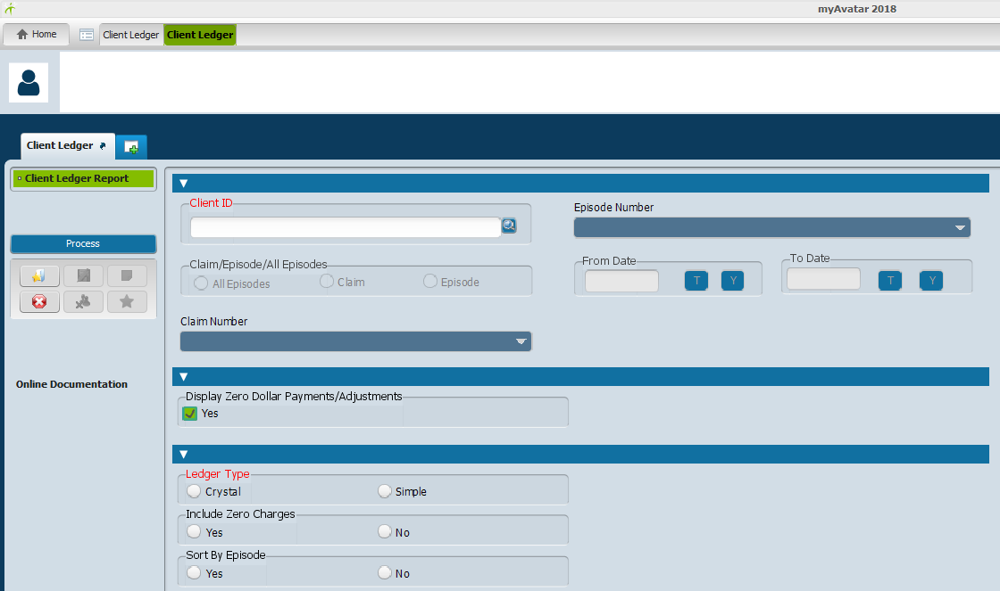 myAvatar 2018
Home
Client Ledger
Client Ledger
Client Ledger
Client Ledger Report
Process
Online Documentation
Client ID
Episode Number
Claim/Episode/All Episodes
All Episodes
Claim
Episode
From Date
T
Y
To Date
T
Y
Claim Number
Display Zero Dollar Payments/Adjustments
Yes
Ledger Type
Crystal
Simple
Include Zero Charges
Yes
No
Sort By Episode
Yes
No